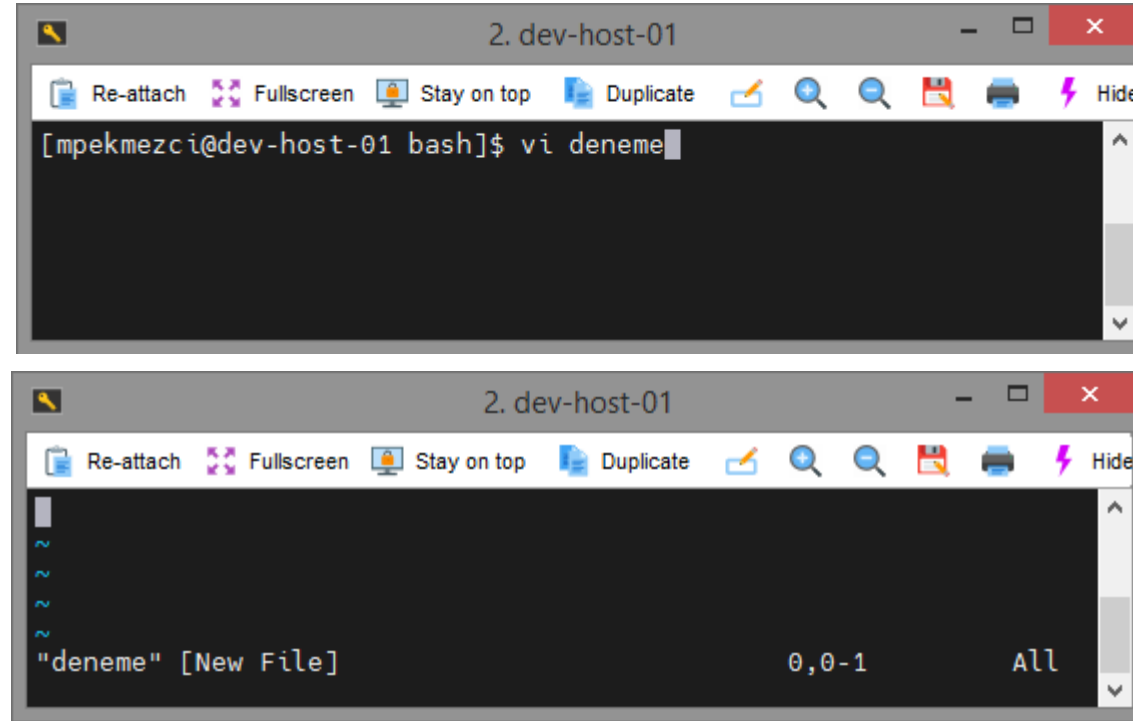 2. dev-host-01
Re-attach Fullscreen Stay on top Duplicate Hide
[mpekmezci@dev-host-01 bash]$ vi deneme
2. dev-host-01
Re-attach Fullscreen Stay on top Duplicate Hide
~
~
~
~
"deneme" [New File] 0,0-1 All